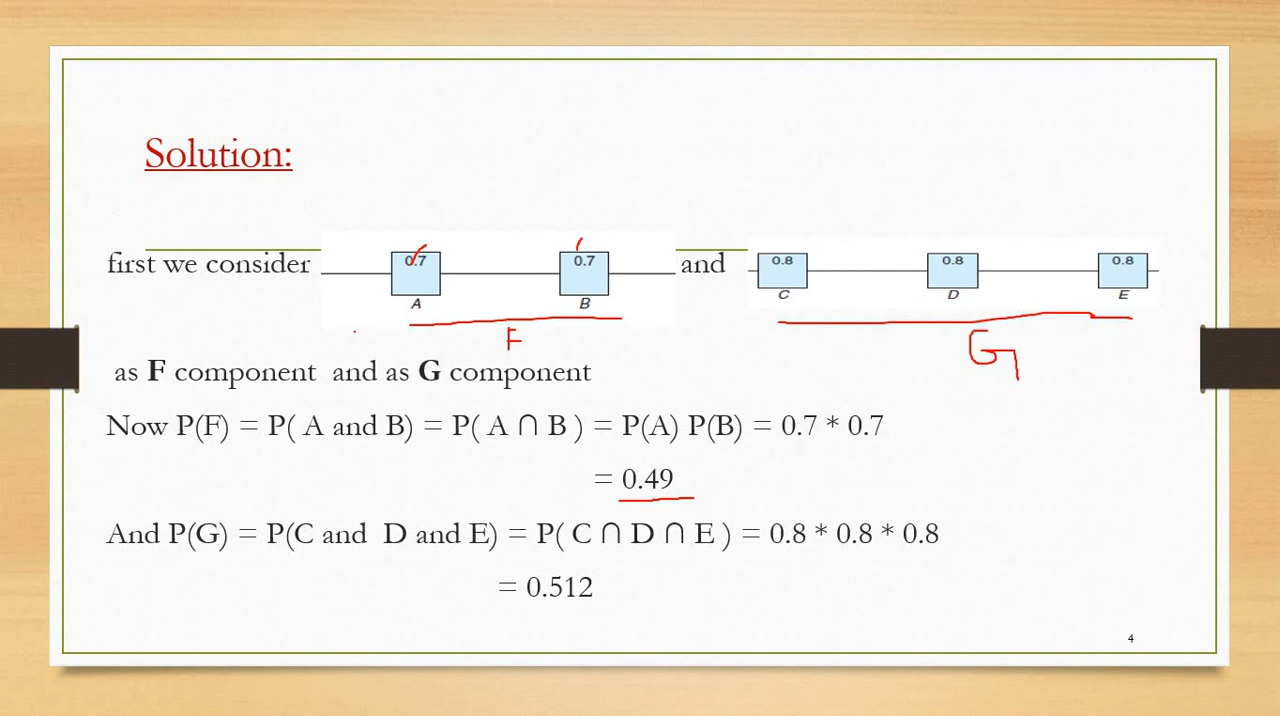 Solution:
first we consider 0.7 0.7 and 0.8 0.8 0.8
A B C D E
F G
as F component and as G component
Now P(F) = P( A and B) = P( A ∩ B ) = P(A) P(B) = 0.7 * 0.7
= 0.49
And P(G) = P(C and D and E) = P( C ∩ D ∩ E ) = 0.8 * 0.8 * 0.8
= 0.512
4